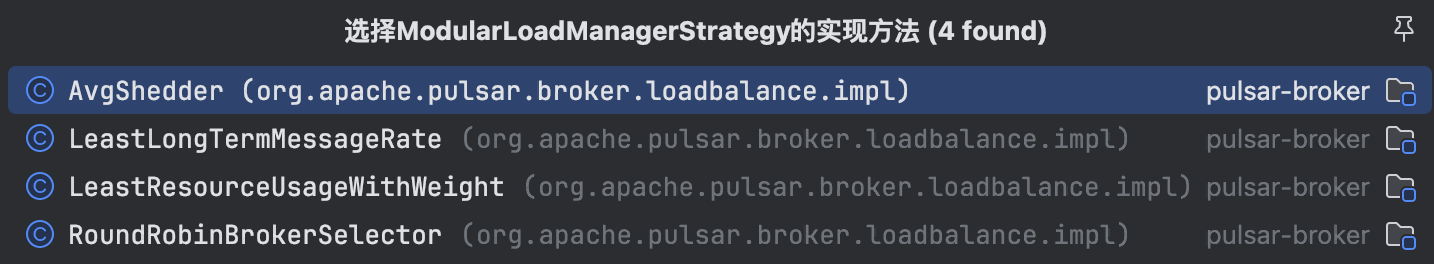 选择ModularLoadManagerStrategy的实现方法 (4 found)
C AvgShedder (org.apache.pulsar.broker.loadbalance.impl) pulsar-broker
C LeastLongTermMessageRate (org.apache.pulsar.broker.loadbalance.impl) pulsar-broker
C LeastResourceUsageWithWeight (org.apache.pulsar.broker.loadbalance.impl) pulsar-broker
C RoundRobinBrokerSelector (org.apache.pulsar.broker.loadbalance.impl) pulsar-broker